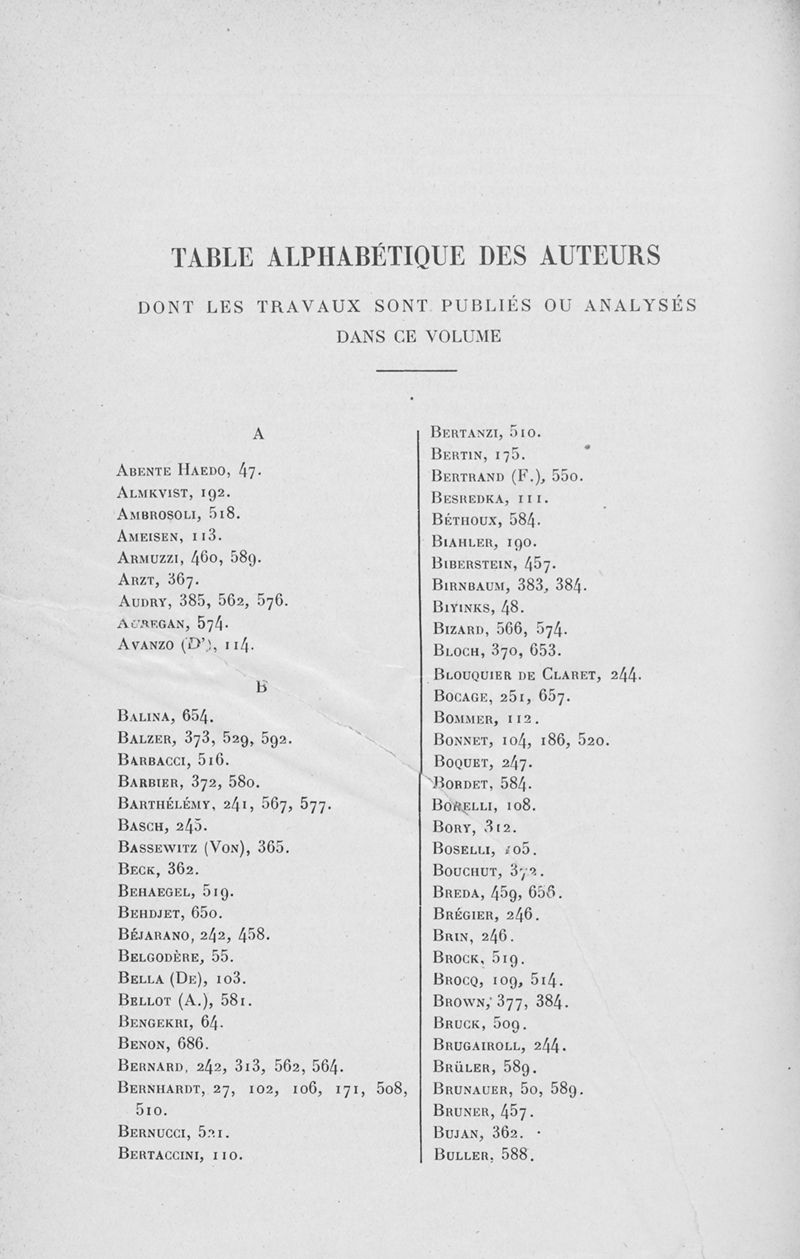 TABLE ALPHABÉTIQUE DES AUTEURS
DONT LES TRAVAUX SONT PUBLIÉS OU ANALYSÉS
DANS CE VOLUME
A
ABENTE HAEDO, 47.
ALMKVIST, 192.
AMBROSOLI, 518.
AMEISEN, 113.
ARMUZZI, 460, 589.
ARZT, 367.
AUDRY, 385, 562, 576.
AUREGAN, 574.
AVANZO (D'), 114.
B
BALINA, 654.
BALZER, 373, 529, 592.
BARBACCI, 516.
BARBIER, 372, 580.
BARTHÉLÉMY, 241, 567, 577.
BASCH, 245.
BASSEWITZ (VON), 365.
BECK, 362.
BEHAEGEL, 519.
BEHDJET, 650.
BÉJARANO, 242, 458.
BELGODÈRE, 55.
BELLA (DE), 103.
BELLOT (A.), 581.
BENGEKRI, 64.
BENON, 686.
BERNARD, 242, 313, 562, 564.
BERNHARDT, 27, 102, 106, 171, 508,
510.
BERNUCCI, 521.
BERTACCINI, 110.
BERTANZI, 510.
BERTIN, 175.
BERTRAND (F.), 550.
BESREDKA, 111.
BÉTHOUX, 584.
BIAHLER, 190.
BIBERSTEIN, 457.
BIRNBAUM, 383, 384.
BIYINKS, 48.
BIZARD, 566, 574.
BLOCH, 370, 653.
BLOUQUIER DE CLARET, 244.
BOCAGE, 251, 657.
BOMMER, 112.
BONNET, 104, 186, 520.
BOQUET, 247.
BORDET, 584.
BORELLI, 108.
BORY, 312.
BOSELLI, 105.
BOUCHUT, 372.
BREDA, 459, 656.
BRÉGIER, 246.
BRIN, 246.
BROCK, 519.
BROCQ, 109, 514.
BROWN, 377, 384.
BRUCK, 509.
BRUGAIROLL, 244.
BRÜLER, 589.
BRUNAUER, 50, 589.
BRUNER, 457.
BUJAN, 362.
BULLER, 588.